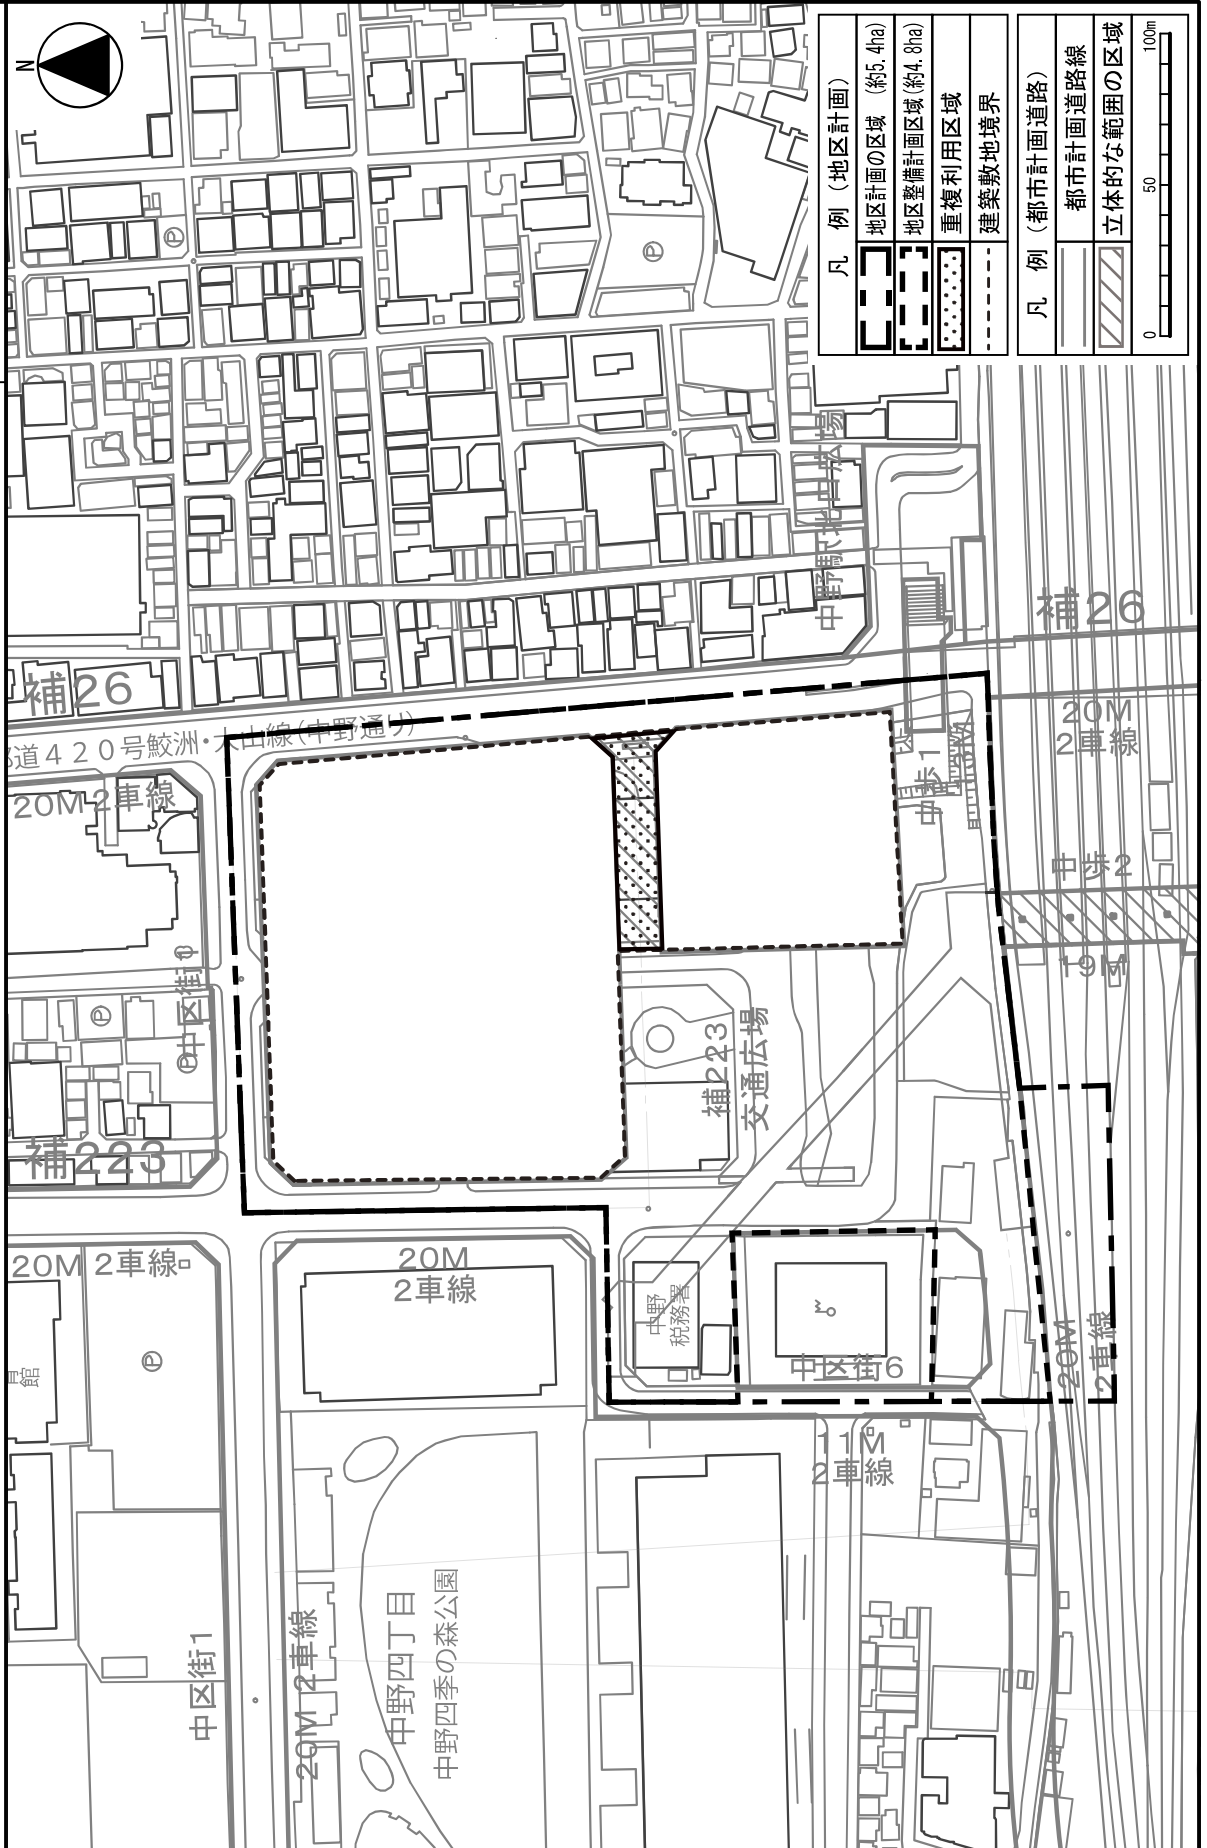 N
凡 例 (地区計画)
地区計画の区域 (約5.4ha)
地区整備計画区域 (約4.8ha)
重複利用区域
建築敷地境界
凡 例 (都市計画道路)
都市計画道路線
立体的な範囲の区域
0 50 100m
P
P
中野駅北口広場
補26
補26
道420号鮫洲・大山線(中野通り)
20M 2車線
20M
2車線
中歩1
中歩2
19M
P
P
補223
補223
交通広場
20M 2車線
20M
2車線
中野
税務署
中区街6
20M
2車線
11M
2車線
P
館
中区街1
20M 2車線
中野四丁目
中野四季の森公園